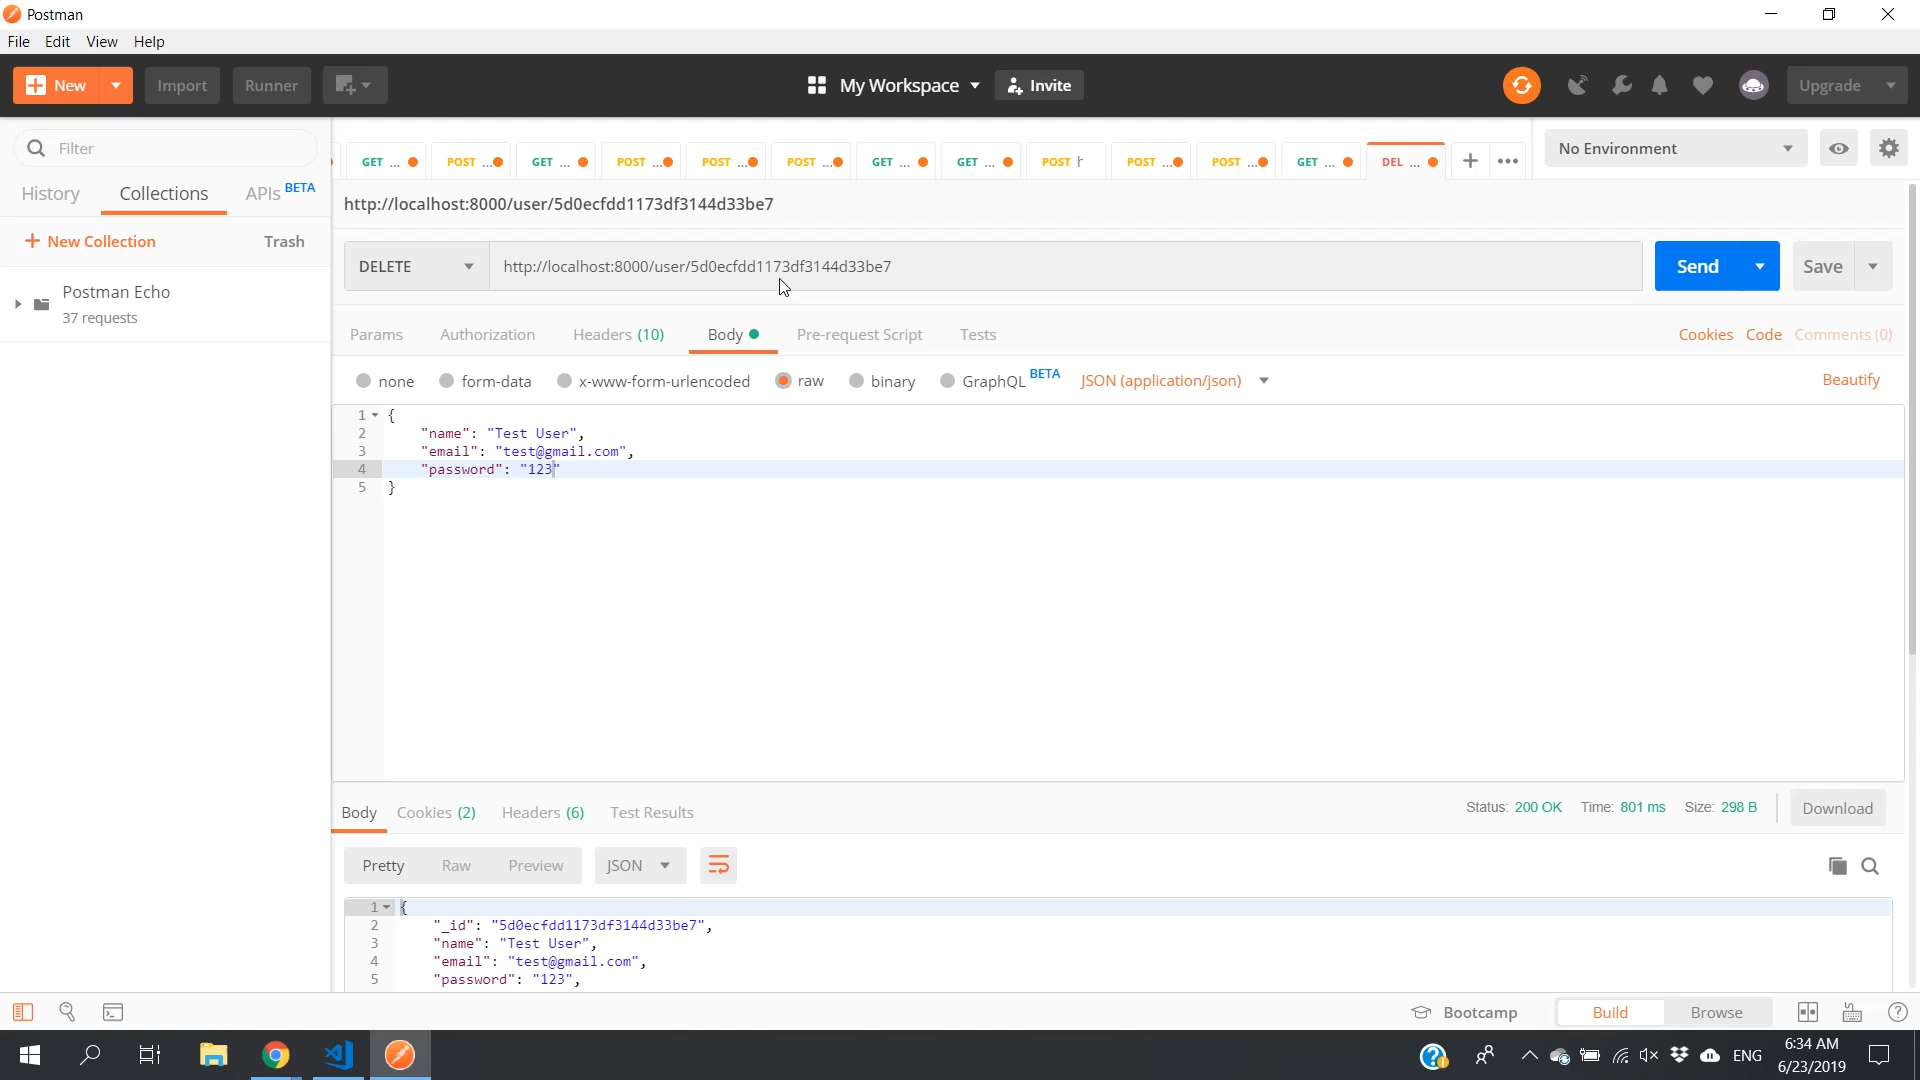 Postman
File Edit View Help
New Import Runner My Workspace Invite Upgrade
Filter
History Collections APIs BETA
New Collection Trash
Postman Echo
37 requests
GET ... POST ... GET ... POST ... POST ... POST ... GET ... GET ... POST POST ... POST ... GET ... DEL ...
No Environment
http://localhost:8000/user/5d0ecfdd1173df3144d33be7
DELETE http://localhost:8000/user/5d0ecfdd1173df3144d33be7 Send Save
Params Authorization Headers (10) Body Pre-request Script Tests Cookies Code Comments (0)
none form-data x-www-form-urlencoded raw binary GraphQL BETA JSON (application/json) Beautify
1 {
2 "name": "Test User",
3 "email": "test@gmail.com",
4 "password": "123"
5 }
Body Cookies (2) Headers (6) Test Results Status: 200 OK Time: 801 ms Size: 298 B Download
Pretty Raw Preview JSON
1 {
2 "_id": "5d0ecfdd1173df3144d33be7",
3 "name": "Test User",
4 "email": "test@gmail.com",
5 "password": "123",
Bootcamp Build Browse
ENG
6:34 AM
6/23/2019